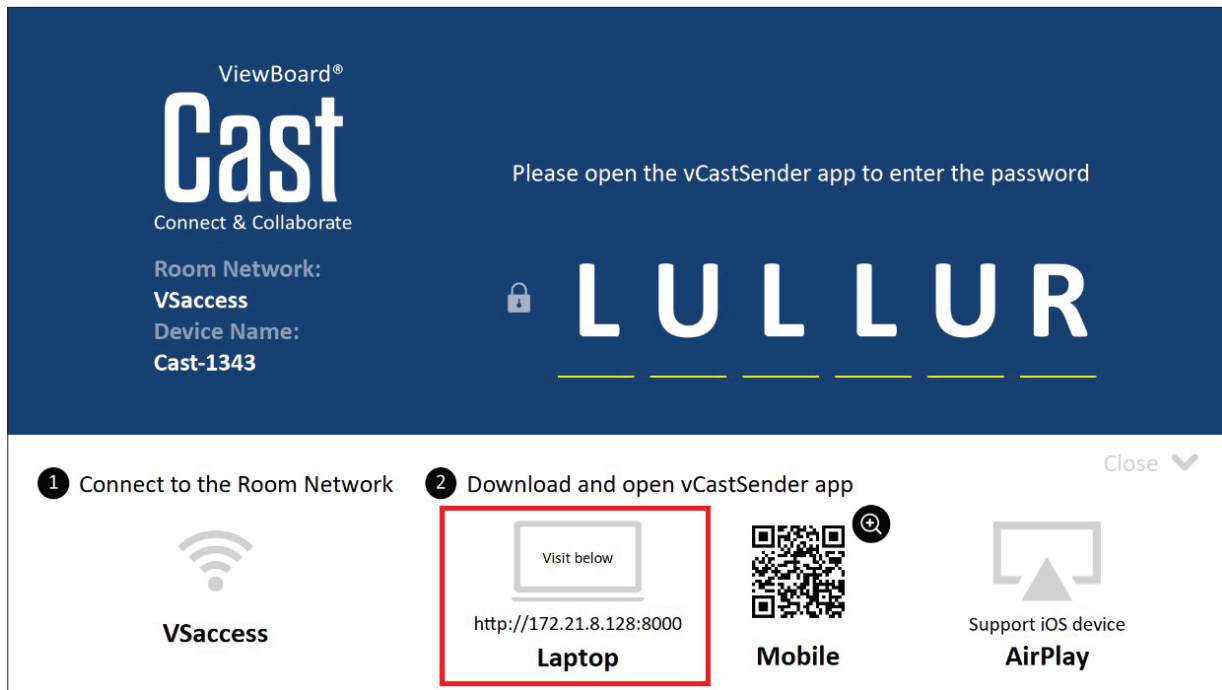 ViewBoard®
Cast
Connect & Collaborate
Room Network:
VSaccess
Device Name:
Cast-1343
Please open the vCastSender app to enter the password
L U L L U R
Close
1 Connect to the Room Network
VSaccess
2 Download and open vCastSender app
Visit below
http://172.21.8.128:8000
Laptop
Mobile
Support iOS device
AirPlay